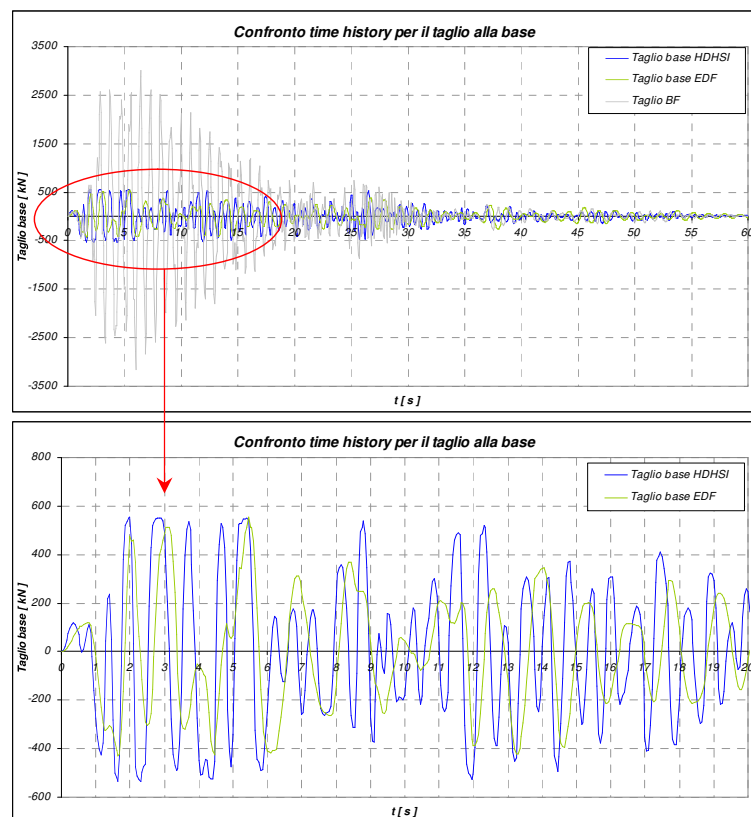 Confronto time history per il taglio alla base
3500
2500
1500
500
-500
-1500
-2500
-3500
0 5 10 15 20 25 30 35 40 45 50 55 60
t [ s ]
Taglio base [ kN ]
Taglio base HDHSI
Taglio base EDF
Taglio BF
Confronto time history per il taglio alla base
800
600
400
200
0
-200
-400
-600
0 1 2 3 4 5 6 7 8 9 10 11 12 13 14 15 16 17 18 19 20
t [ s ]
Taglio base [ kN ]
Taglio base HDHSI
Taglio base EDF